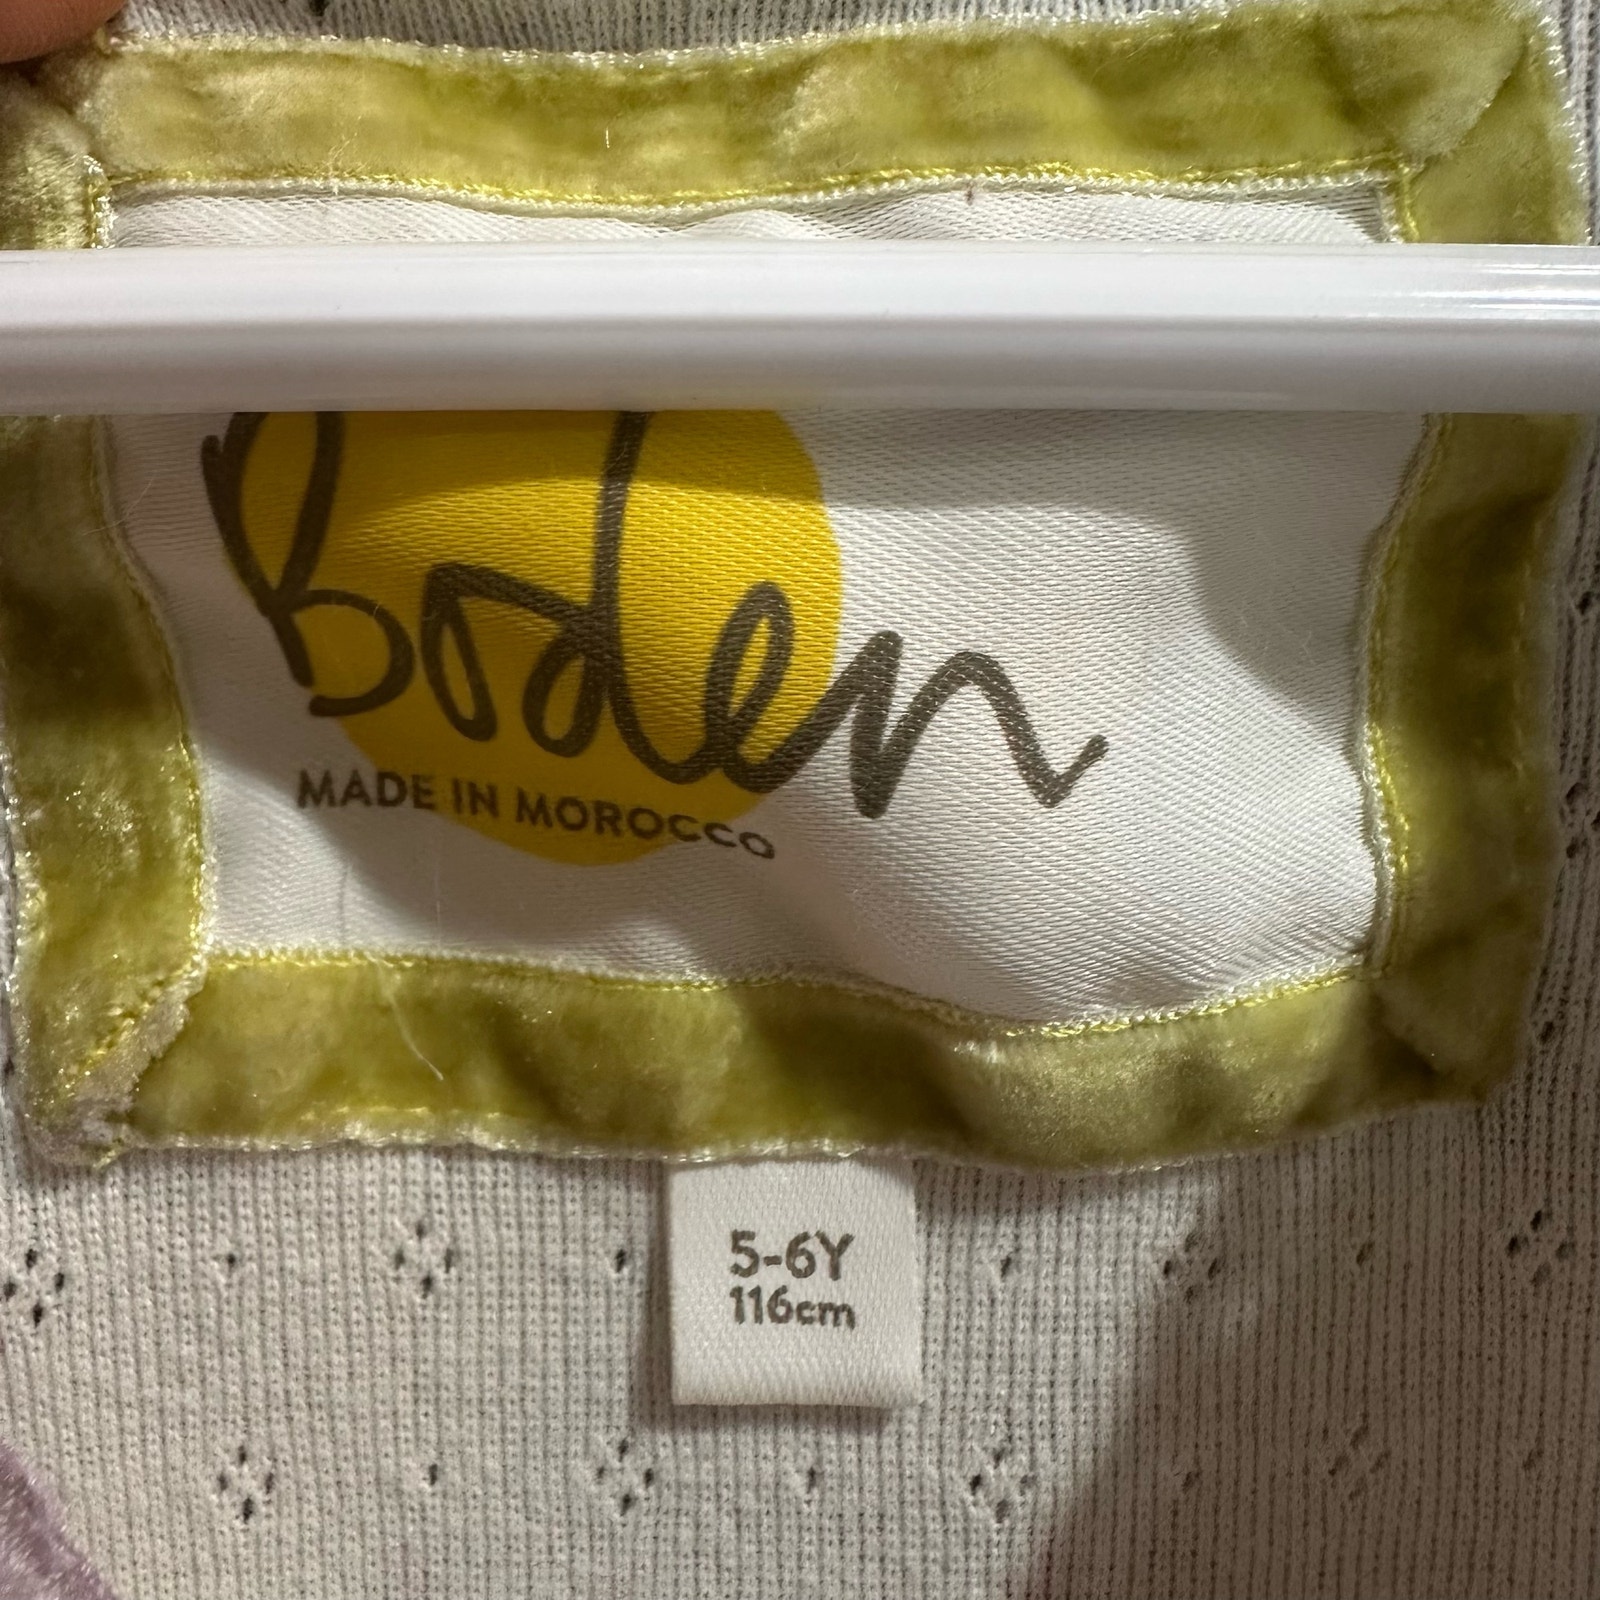 Boden
MADE IN MOROCCO
5-6Y
116cm